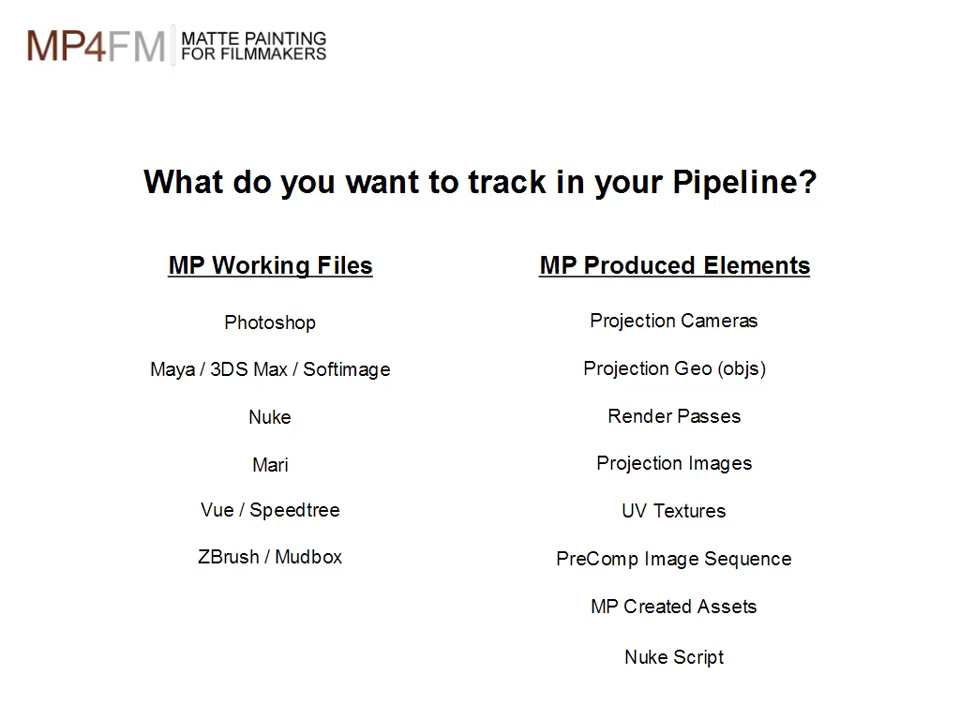 MP4FM
MATTE PAINTING
FOR FILMMAKERS
What do you want to track in your Pipeline?
MP Working Files
Photoshop
Maya / 3DS Max / Softimage
Nuke
Mari
Vue / Speedtree
ZBrush / Mudbox
MP Produced Elements
Projection Cameras
Projection Geo (objs)
Render Passes
Projection Images
UV Textures
PreComp Image Sequence
MP Created Assets
Nuke Script